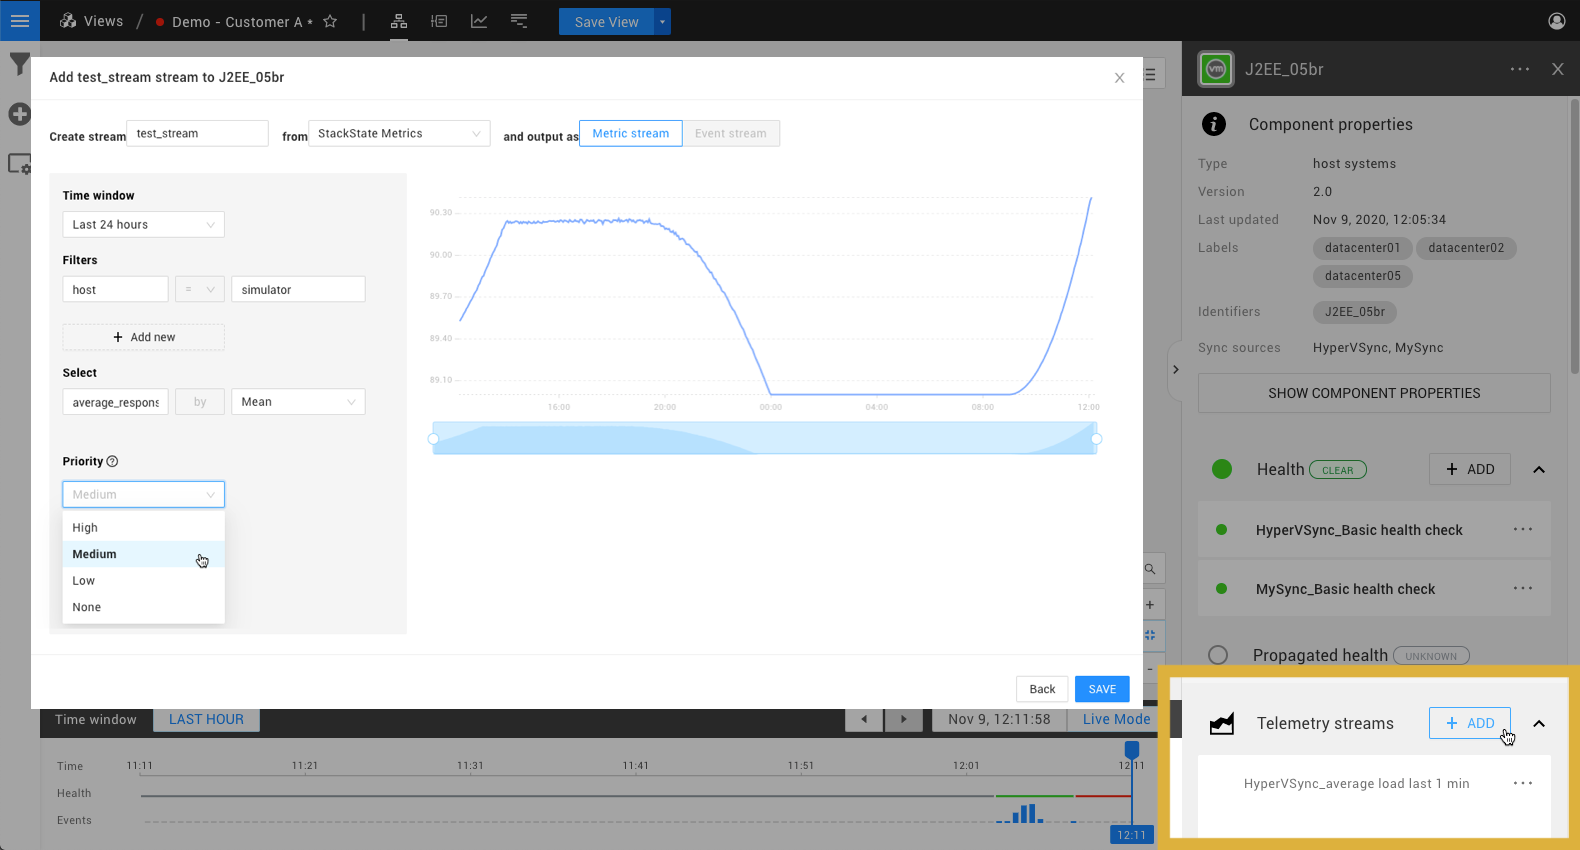 Views / Demo - Customer A * Save View
Add test_stream stream to J2EE_05br
Create stream test_stream from StackState Metrics and output as Metric stream Event stream
Time window
Last 24 hours
Filters
host = simulator
+ Add new
Select
average_respons by Mean
Priority ?
Medium
High
Medium
Low
None
90.30
90.00
89.70
89.40
89.10
16:00 20:00 00:00 04:00 08:00 12:00
Back SAVE
vm J2EE_05br
Component properties
Type host systems
Version 2.0
Last updated Nov 9, 2020, 12:05:34
Labels datacenter01 datacenter02
datacenter05
Identifiers J2EE_05br
Sync sources HyperVSync, MySync
SHOW COMPONENT PROPERTIES
Health CLEAR + ADD
HyperVSync_Basic health check
MySync_Basic health check
Propagated health UNKNOWN
Telemetry streams + ADD
HyperVSync_average load last 1 min
Time window LAST HOUR Nov 9, 12:11:58 Live Mode
Time 11:11 11:21 11:31 11:41 11:51 12:01 12:11
Health
Events
12:11